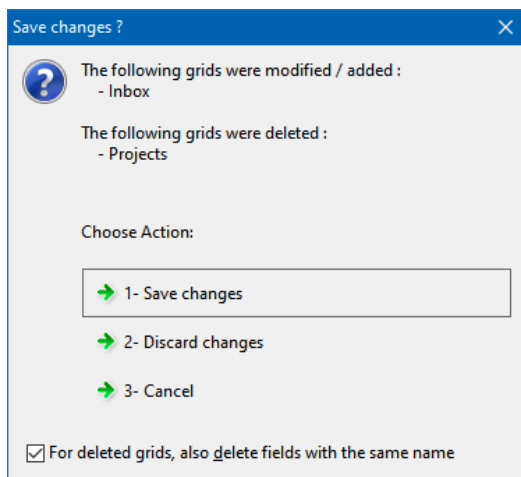 Save changes ?
The following grids were modified / added :
- Inbox
The following grids were deleted :
- Projects
Choose Action:
1- Save changes
2- Discard changes
3- Cancel
For deleted grids, also delete fields with the same name